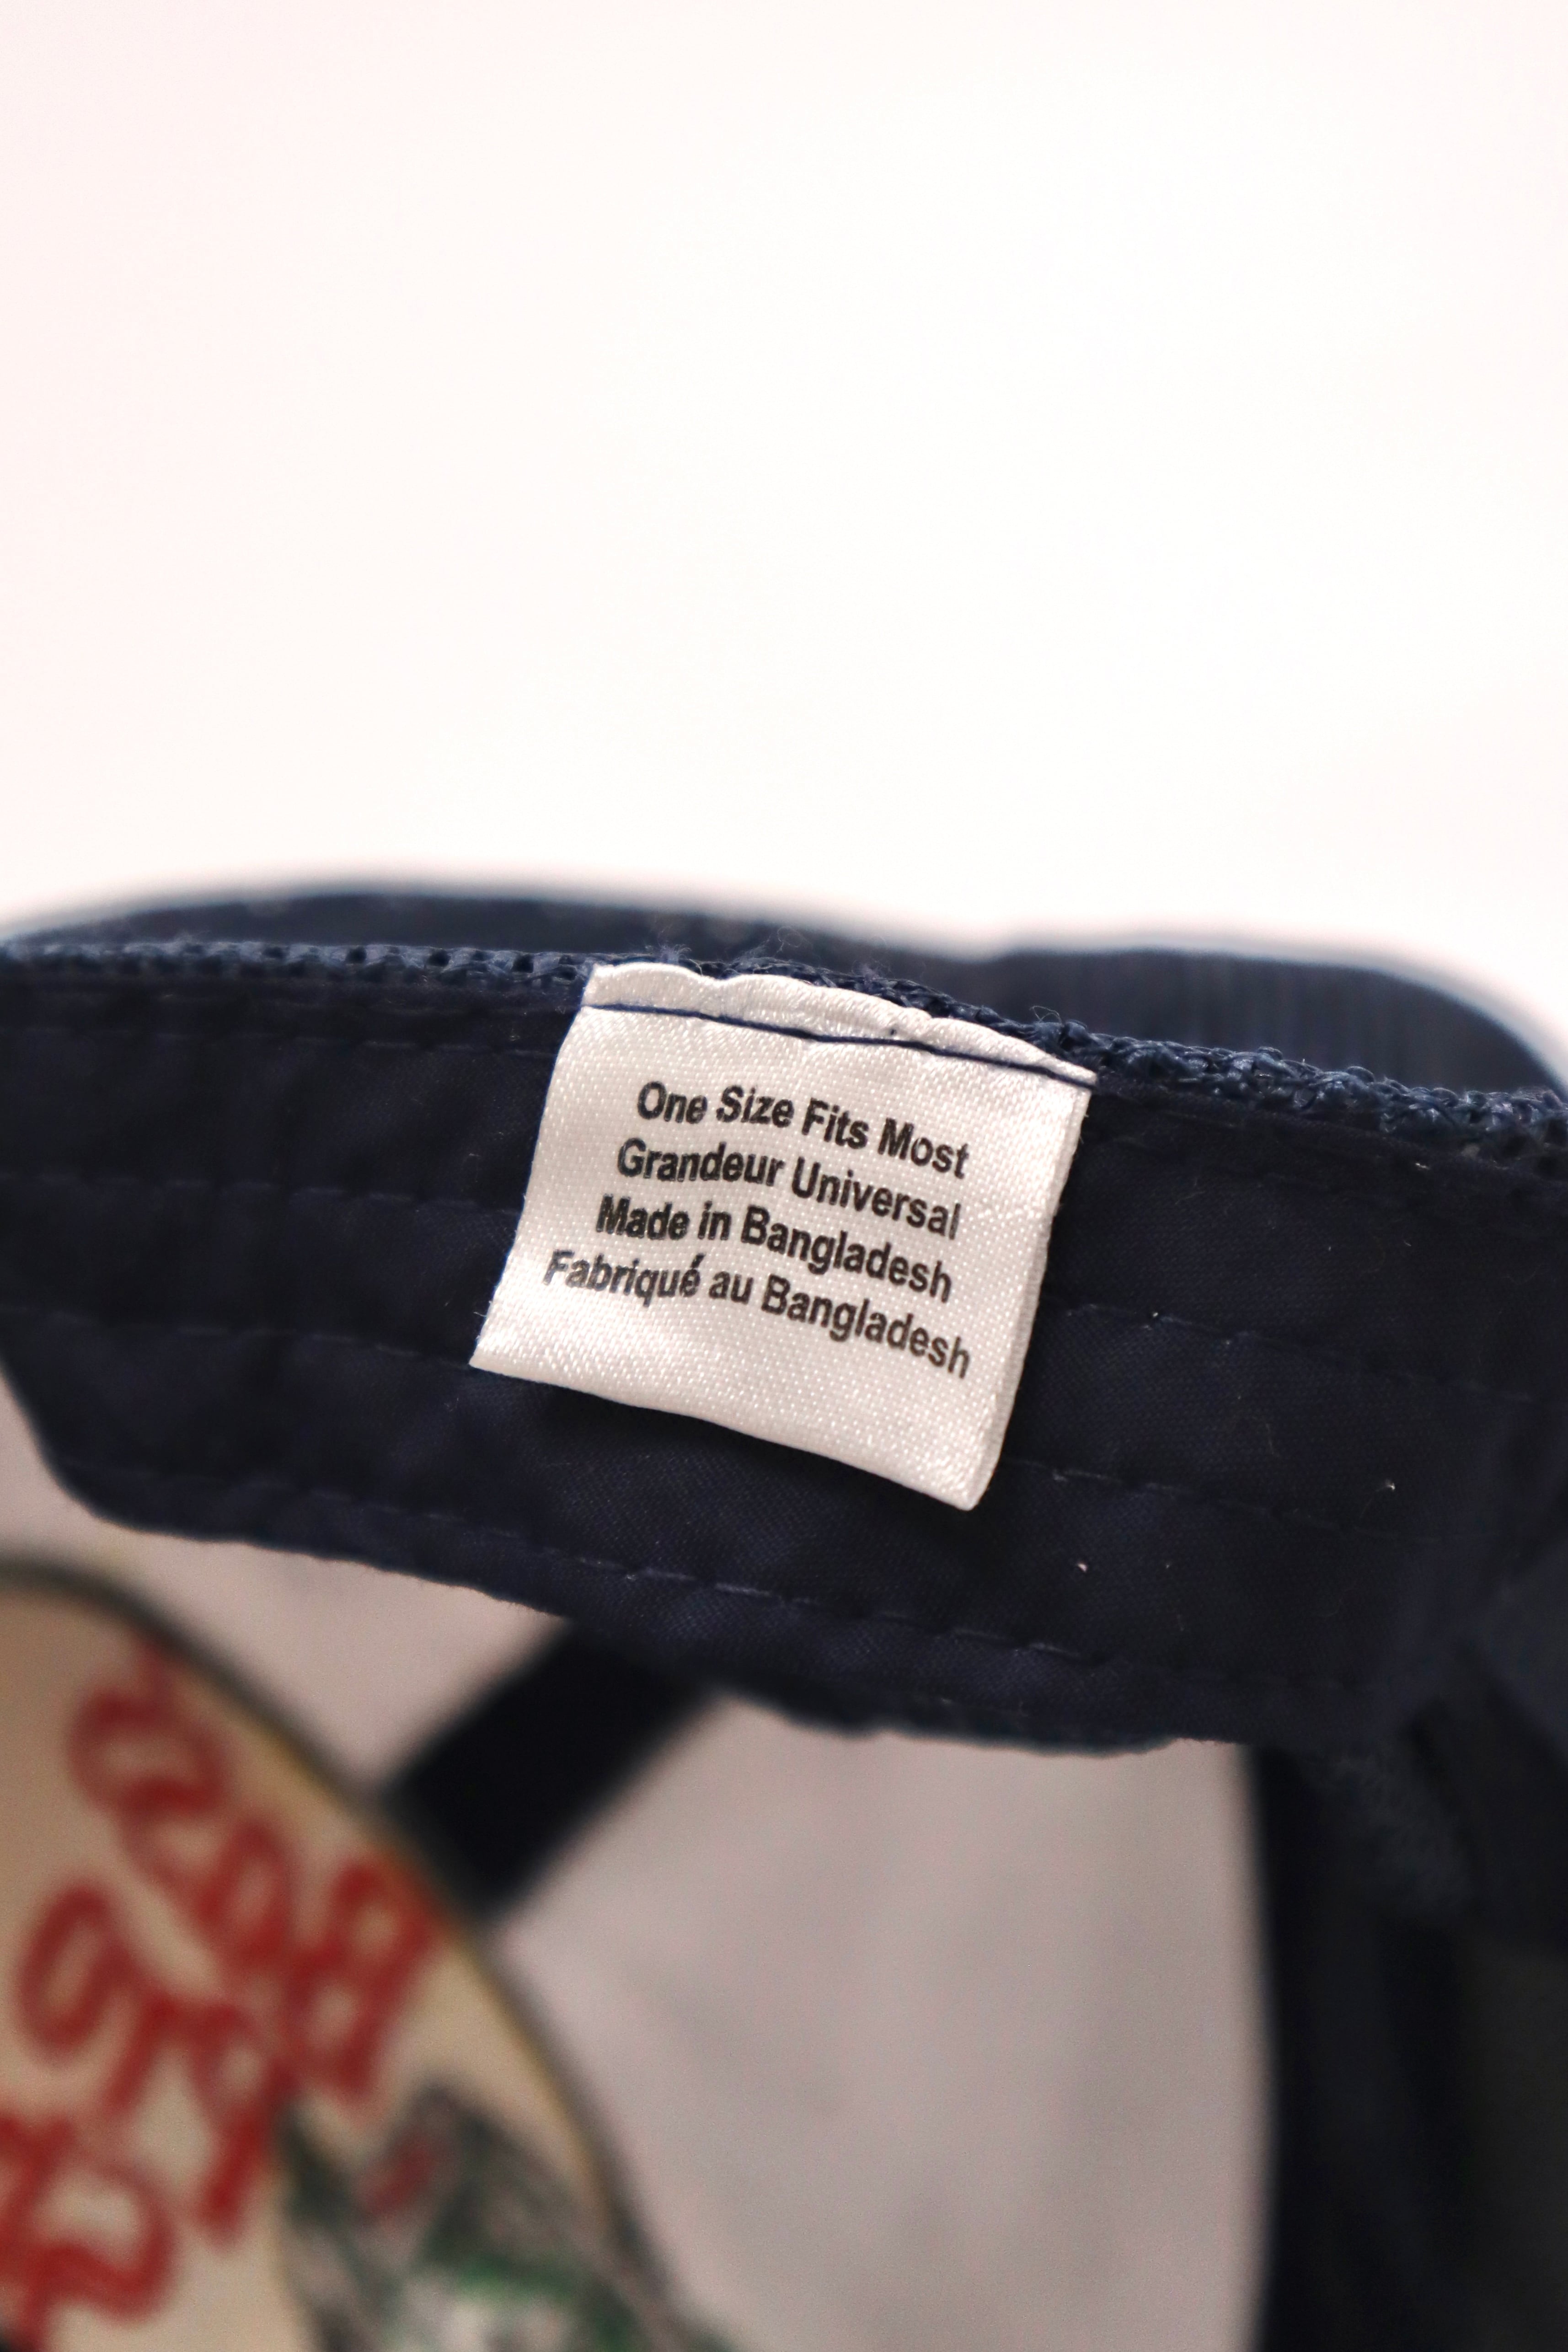 One Size Fits Most
Grandeur Universal
Made in Bangladesh
Fabriqué au Bangladesh